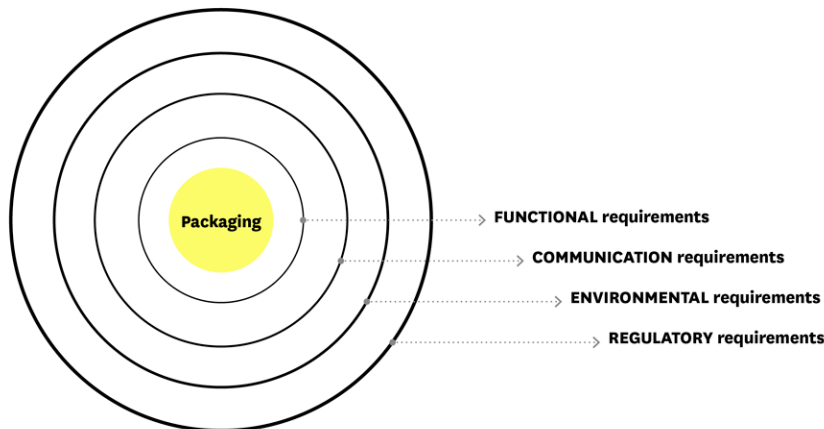 Packaging
FUNCTIONAL requirements
COMMUNICATION requirements
ENVIRONMENTAL requirements
REGULATORY requirements